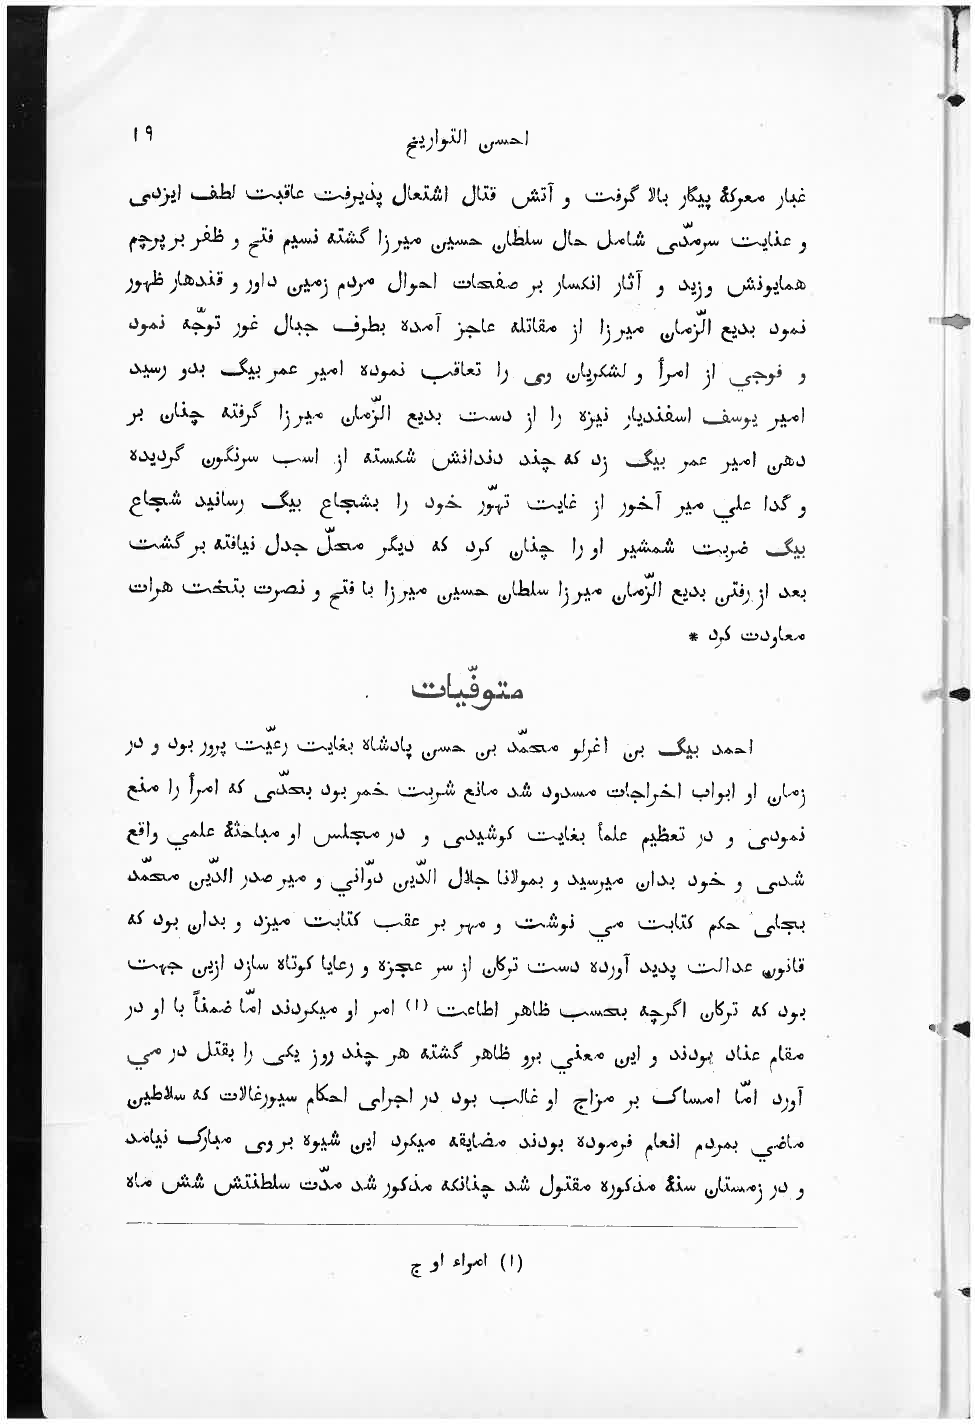 احسن التواريخ ١٩
غبار معركهٔ پيكار بالا گرفت و آتش قتال اشتعال پذيرفت عاقبت لطف ايزدى
و عنايت سرمدّى شامل حال سلطان حسين ميرزا گشته نسيم فتح و ظفر بر پرچم
همايونش وزيد و آثار انكسار بر صفحات احوال مردم زمين داور و قندهار ظهور
نمود بديع الزّمان ميرزا از مقاتله عاجز آمده بطرف جبال غور توجّه نمود
و فوجي از امرأ و لشكريان وى را تعاقب نموده امير عمر بيگ بدو رسيد
امير يوسف اسفنديار نيزه را از دست بديع الزّمان ميرزا گرفته چنان بر
دهن امير عمر بيگ زد كه چند دندانش شكسته از اسب سرنگون گرديده
و گدا علي مير آخور از غايت تهوّر خود را بشجاع بيگ رسانيد شجاع
بيگ ضربت شمشير او را چنان كرد كه ديگر محلّ جدل نيافته بر گشت
بعد از رفتن بديع الزّمان ميرزا سلطان حسين ميرزا با فتح و نصرت بتخت هرات
معاودت كرد *
متوفّيات
احمد بيگ بن اغرلو محمّد بن حسن پادشاه بغايت رعيّت پرور بود و در
زمان او ابواب اخراجات مسدود شد مانع شربت خمر بود بحدّى كه امرأ را منع
نمودى و در تعظيم علمأ بغايت كوشيدى و در مجلس او مباحثهٔ علمي واقع
شدى و خود بدان ميرسيد و بمولانا جلال الدّين دوّاني و مير صدر الدّين محمّد
بجاى حكم كتابت مي نوشت و مهر بر عقب كتابت ميزد و بدان بود كه
قانون عدالت پديد آورده دست تركان از سر عجزه و رعايا كوتاه سازد ازين جهت
بود كه تركان اگرچه بحسب ظاهر اطاعت (١) امر او ميكردند امّا ضمناً با او در
مقام عناد بودند و اين معني برو ظاهر گشته هر چند روز يكى را بقتل در مي
آورد امّا امساك بر مزاج او غالب بود در اجراى احكام سيورغالات كه سلاطين
ماضي بمردم انعام فرموده بودند مضايقه ميكرد اين شيوه بر وى مبارك نيامد
و در زمستان سنهٔ مذكوره مقتول شد چنانكه مذكور شد مدّت سلطنتش شش ماه
(١) امراء او ج